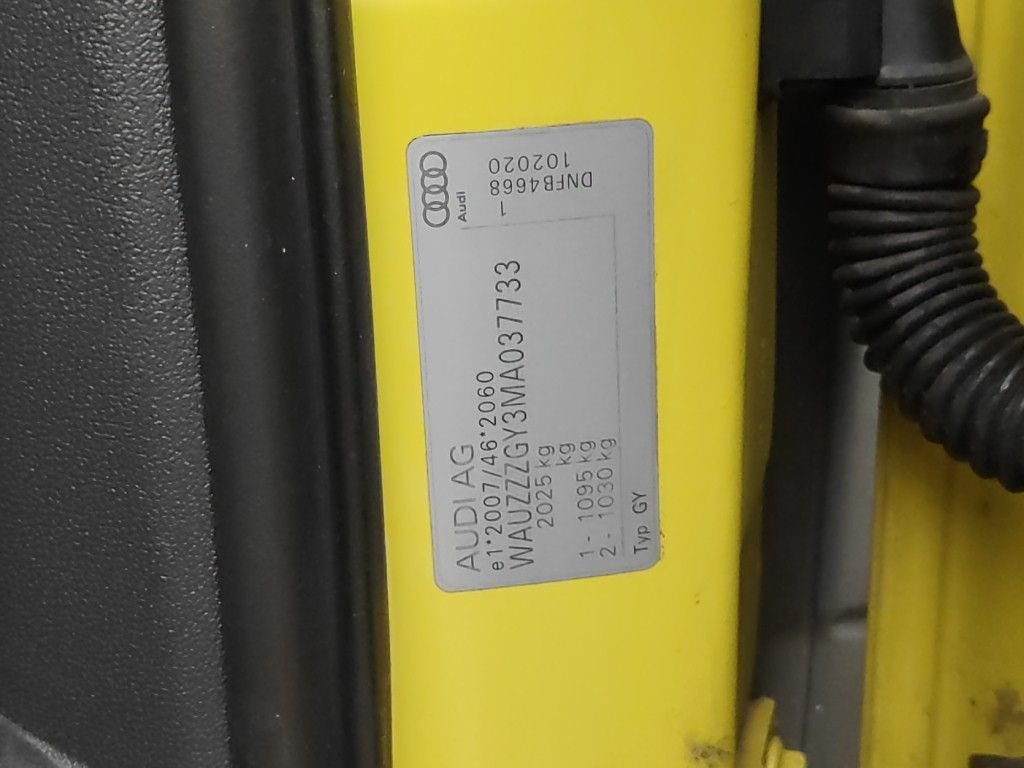 AUDI AG
e1*2007/46*2060
WAUZZZGY3MA037733
2025 kg
kg
1 - 1095 kg
2 - 1030 kg
Typ GY
Audi
102020
DNFB4668
1